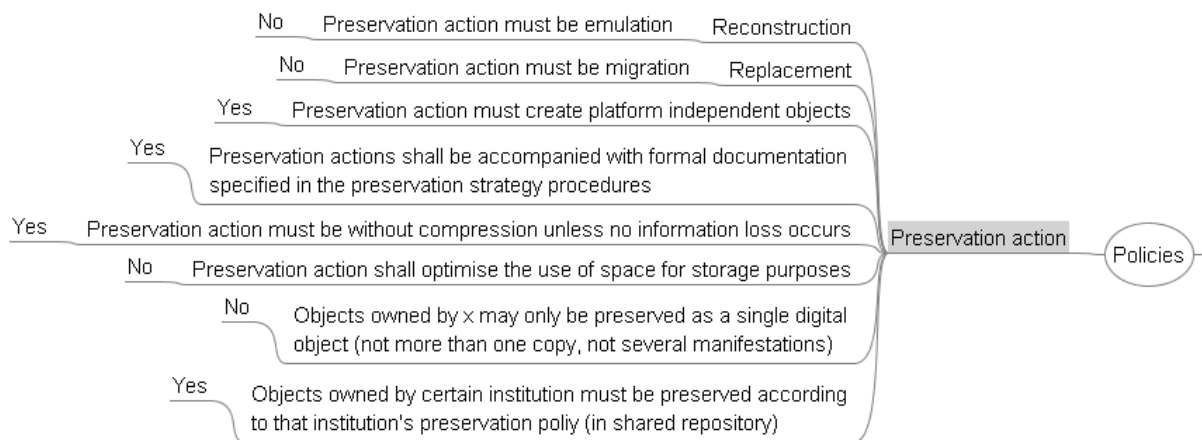 No Preservation action must be emulation Reconstruction
No Preservation action must be migration Replacement
Yes Preservation action must create platform independent objects
Yes Preservation actions shall be accompanied with formal documentation
specified in the preservation strategy procedures
Yes Preservation action must be without compression unless no information loss occurs
Preservation action
Policies
No Preservation action shall optimise the use of space for storage purposes
No Objects owned by x may only be preserved as a single digital
object (not more than one copy, not several manifestations)
Yes Objects owned by certain institution must be preserved according
to that institution's preservation poliy (in shared repository)